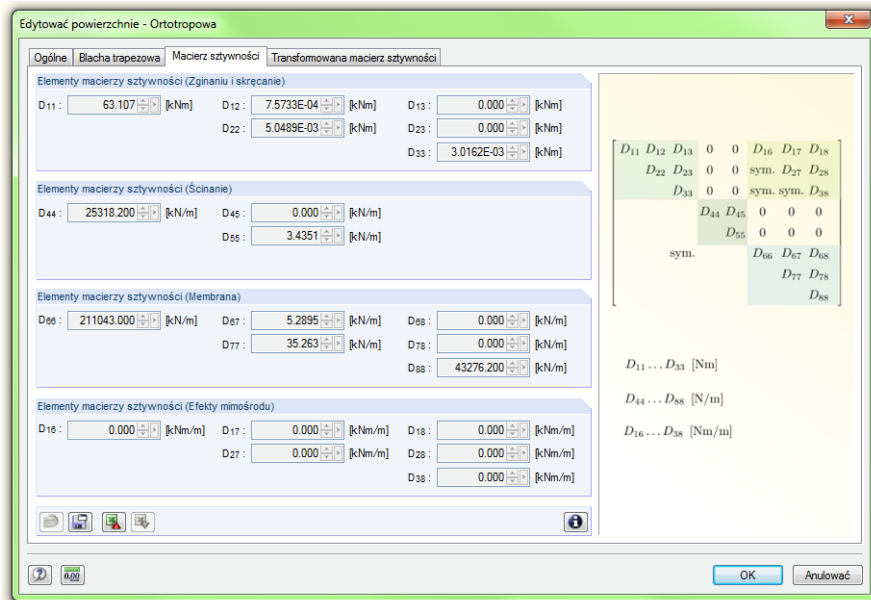 Edytować powierzchnie - Ortotropowa
Ogólne Blacha trapezowa Macierz sztywności Transformowana macierz sztywności
Elementy macierzy sztywności (Zginaniu i skręcanie)
D11 : 63.107 [kNm] D12 : 7.5733E-04 [kNm] D13 : 0.000 [kNm]
D22 : 5.0489E-03 [kNm] D23 : 0.000 [kNm]
D33 : 3.0162E-03 [kNm]
Elementy macierzy sztywności (Ścinanie)
D44 : 25318.200 [kN/m] D45 : 0.000 [kN/m]
D55 : 3.4351 [kN/m]
Elementy macierzy sztywności (Membrana)
D66 : 211043.000 [kN/m] D67 : 5.2895 [kN/m] D68 : 0.000 [kN/m]
D77 : 35.263 [kN/m] D78 : 0.000 [kN/m]
D88 : 43276.200 [kN/m]
Elementy macierzy sztywności (Efekty mimośrodu)
D16 : 0.000 [kNm/m] D17 : 0.000 [kNm/m] D18 : 0.000 [kNm/m]
D27 : 0.000 [kNm/m] D28 : 0.000 [kNm/m]
D38 : 0.000 [kNm/m]
D11 D12 D13 0 0 D16 D17 D18
D22 D23 0 0 sym. D27 D28
D33 0 0 sym. sym. D38
D44 D45 0 0 0
D55 0 0 0
sym. D66 D67 D68
D77 D78
D88
D11 … D33 [Nm]
D44 … D88 [N/m]
D16 … D38 [Nm/m]
0.00
OK Anulować